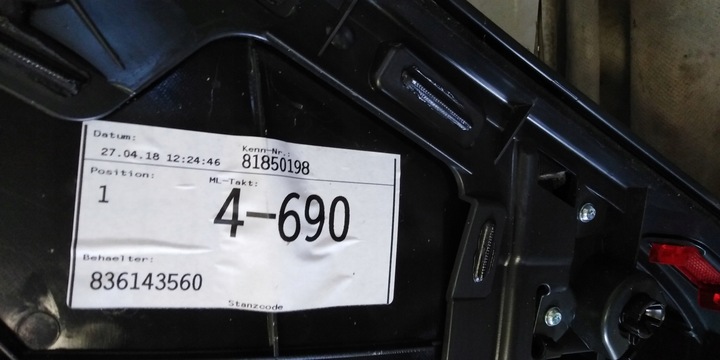 Datum:
27.04.18 12:24:46
Kenn-Nr.:
81850198
Position:
1
ML-Takt:
4-690
Behaelter:
836143560
Stanzcode